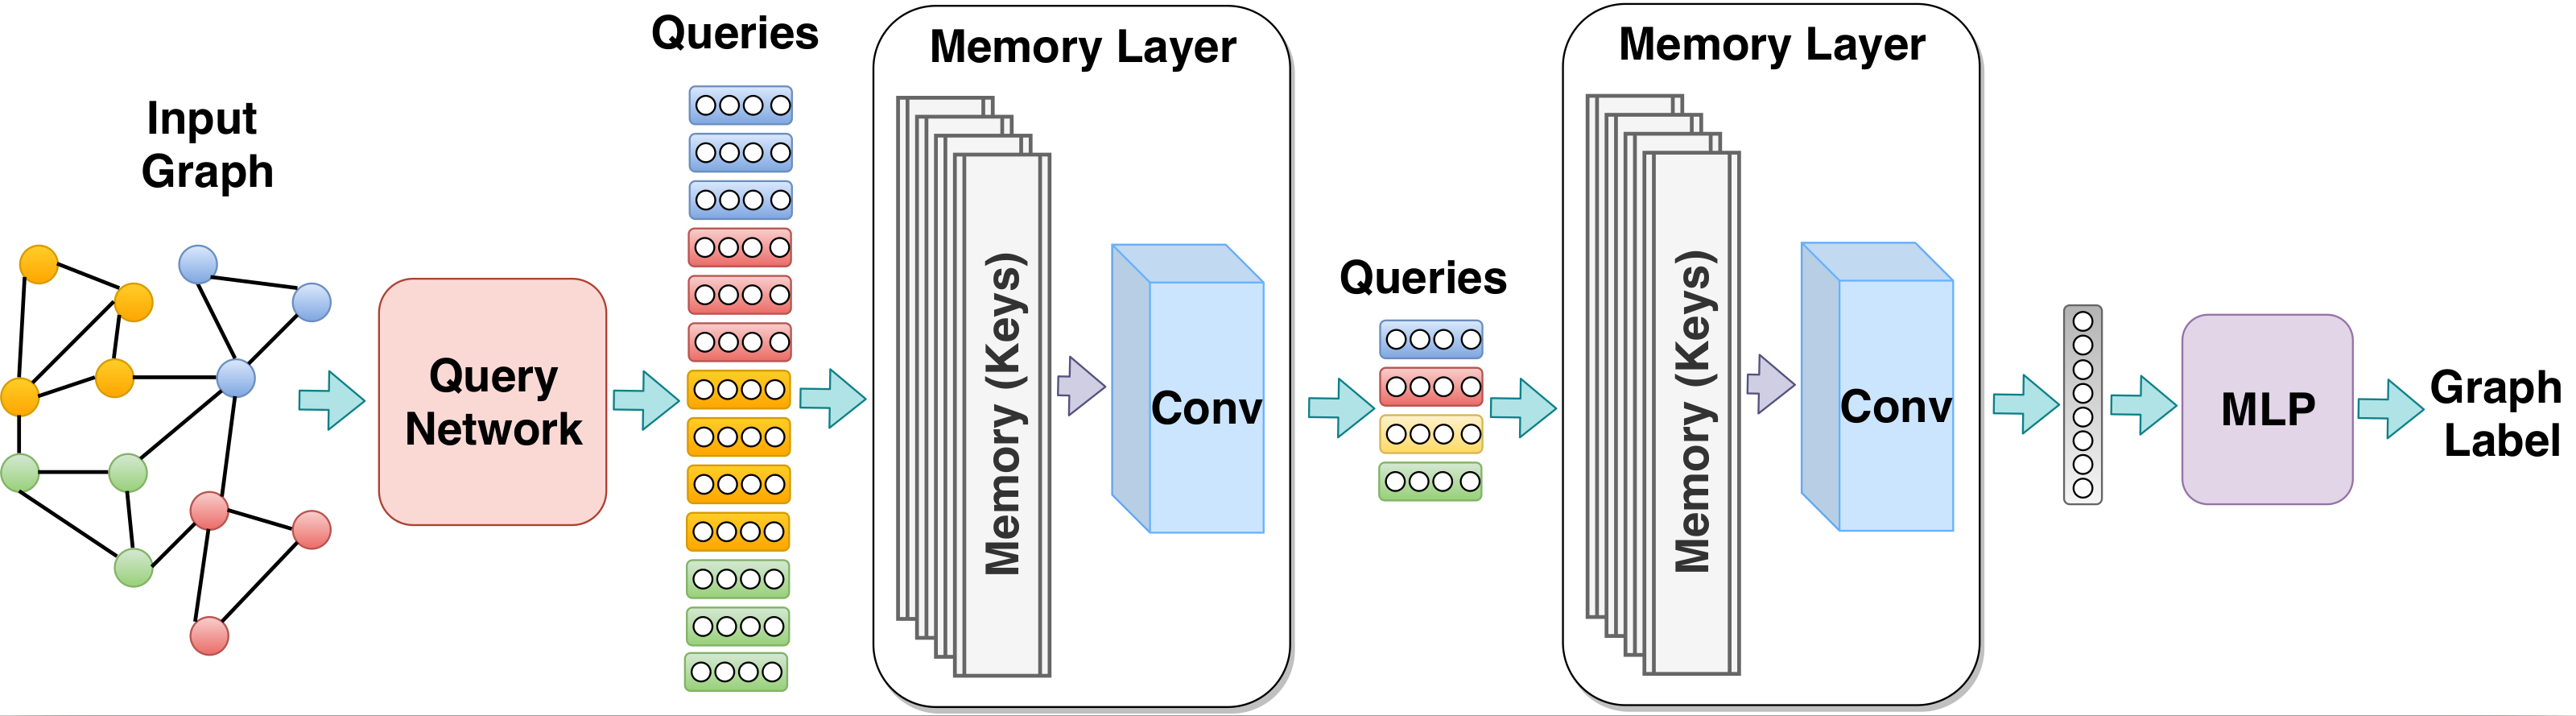 Input
Graph
Query
Network
Queries
Memory Layer
Memory (Keys)
Conv
Queries
Memory Layer
Memory (Keys)
Conv
MLP
Graph
Label